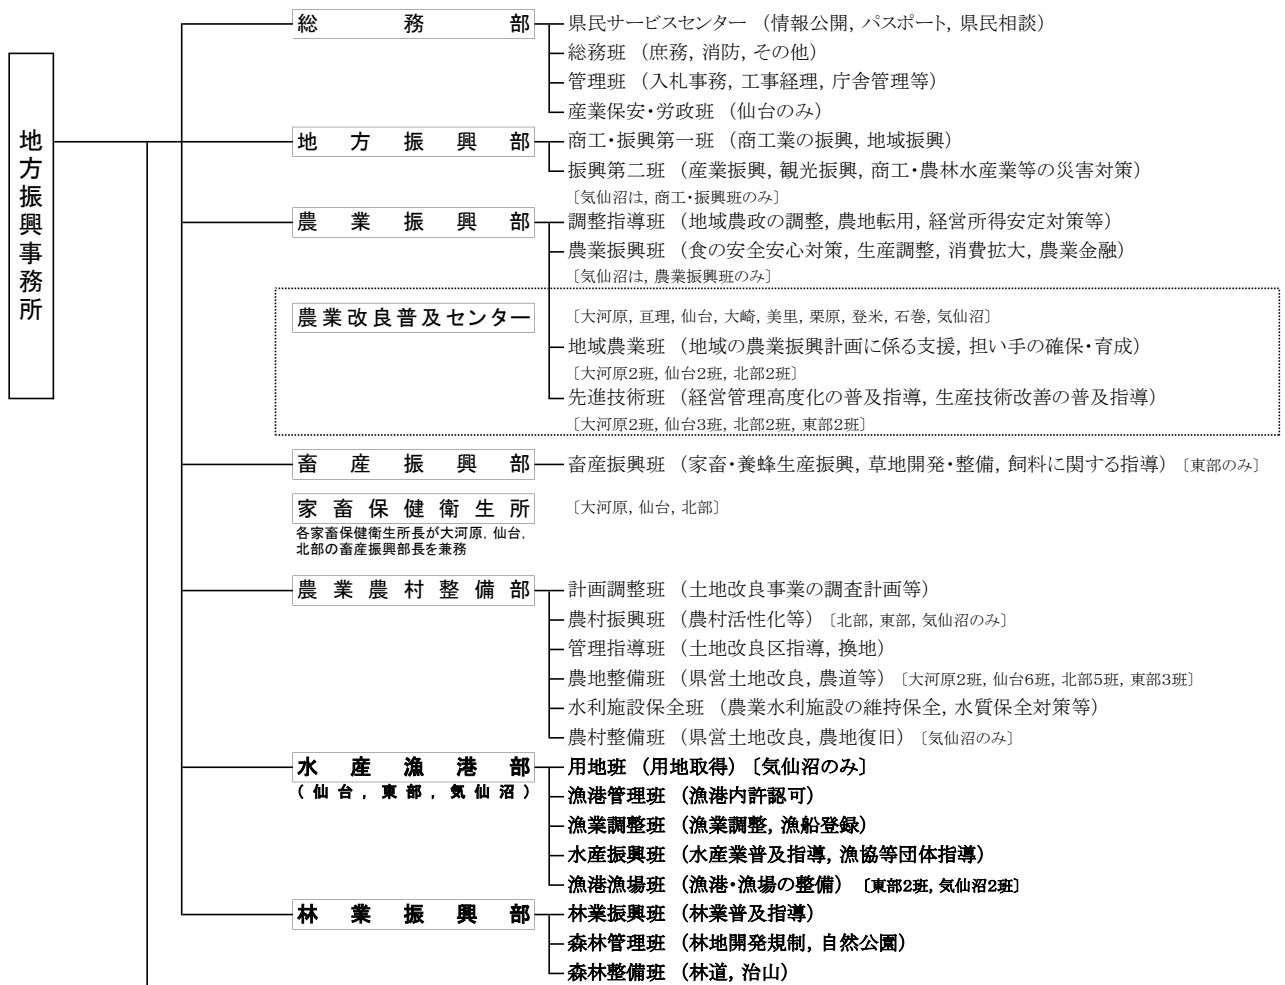 地方振興事務所
総務部 県民サービスセンター (情報公開, パスポート, 県民相談)
総務班 (庶務, 消防, その他)
管理班 (入札事務, 工事経理, 庁舎管理等)
産業保安・労政班 (仙台のみ)
地方振興部 商工・振興第一班 (商工業の振興, 地域振興)
振興第二班 (産業振興, 観光振興, 商工・農林水産業等の災害対策)
〔気仙沼は, 商工・振興班のみ〕
農業振興部 調整指導班 (地域農政の調整, 農地転用, 経営所得安定対策等)
農業振興班 (食の安全安心対策, 生産調整, 消費拡大, 農業金融)
〔気仙沼は, 農業振興班のみ〕
農業改良普及センター 〔大河原, 亘理, 仙台, 大崎, 美里, 栗原, 登米, 石巻, 気仙沼〕
地域農業班 (地域の農業振興計画に係る支援, 担い手の確保・育成)
〔大河原2班, 仙台2班, 北部2班〕
先進技術班 (経営管理高度化の普及指導, 生産技術改善の普及指導)
〔大河原2班, 仙台3班, 北部2班, 東部2班〕
畜産振興部 畜産振興班 (家畜・養蜂生産振興, 草地開発・整備, 飼料に関する指導) 〔東部のみ〕
家畜保健衛生所 〔大河原, 仙台, 北部〕
各家畜保健衛生所長が大河原, 仙台,
北部の畜産振興部長を兼務
農業農村整備部 計画調整班 (土地改良事業の調査計画等)
農村振興班 (農村活性化等) 〔北部, 東部, 気仙沼のみ〕
管理指導班 (土地改良区指導, 換地)
農地整備班 (県営土地改良, 農道等) 〔大河原2班, 仙台6班, 北部5班, 東部3班〕
水利施設保全班 (農業水利施設の維持保全, 水質保全対策等)
農村整備班 (県営土地改良, 農地復旧) 〔気仙沼のみ〕
水産漁港部 用地班 (用地取得) 〔気仙沼のみ〕
(仙台, 東部, 気仙沼) 漁港管理班 (漁港内許認可)
漁業調整班 (漁業調整, 漁船登録)
水産振興班 (水産業普及指導, 漁協等団体指導)
漁港漁場班 (漁港・漁場の整備) 〔東部2班, 気仙沼2班〕
林業振興部 林業振興班 (林業普及指導)
森林管理班 (林地開発規制, 自然公園)
森林整備班 (林道, 治山)